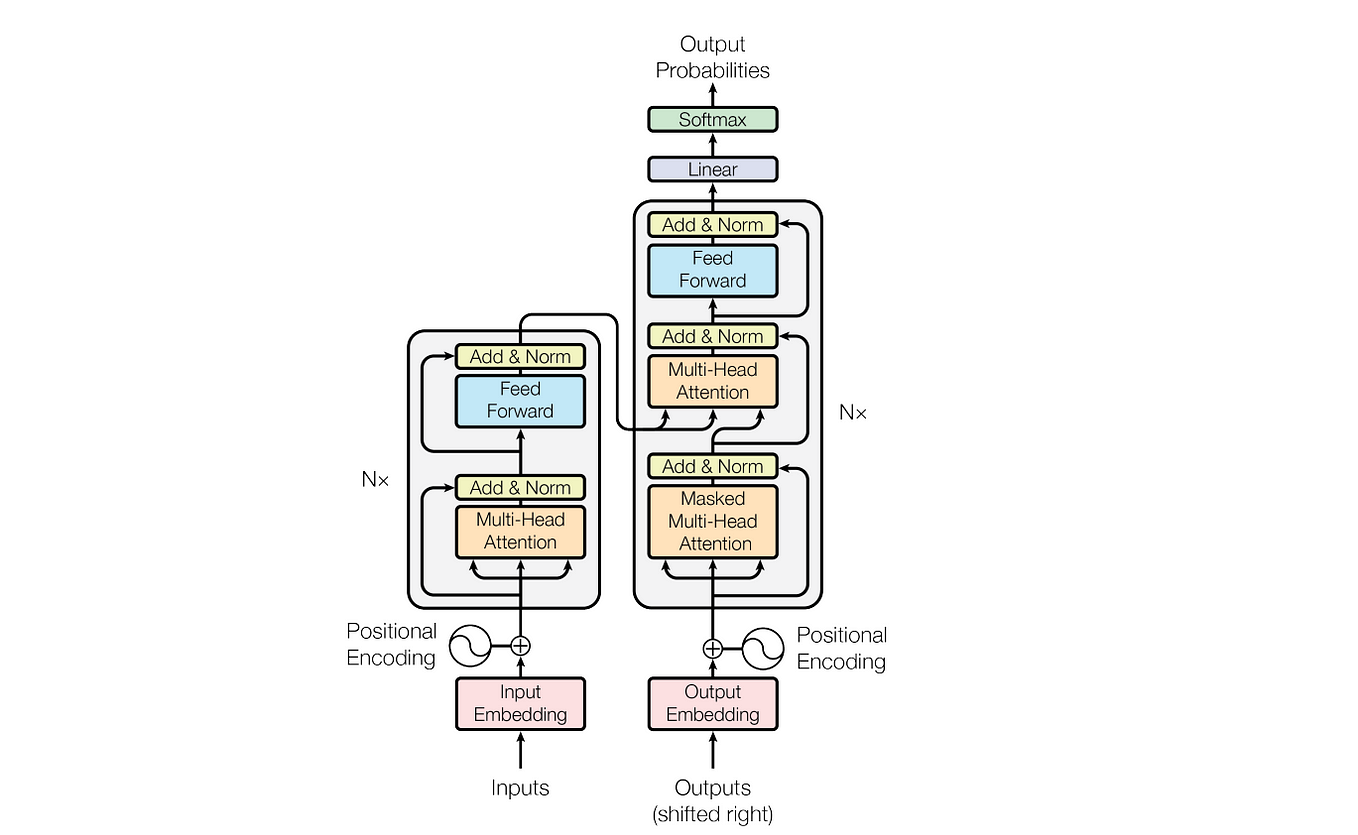 Output
Probabilities
Softmax
Linear
Add & Norm
Feed
Forward
Add & Norm
Multi-Head
Attention
Add & Norm
Masked
Multi-Head
Attention
N×
Add & Norm
Feed
Forward
Add & Norm
Multi-Head
Attention
N×
Positional
Encoding
Positional
Encoding
Input
Embedding
Output
Embedding
Inputs
Outputs
(shifted right)